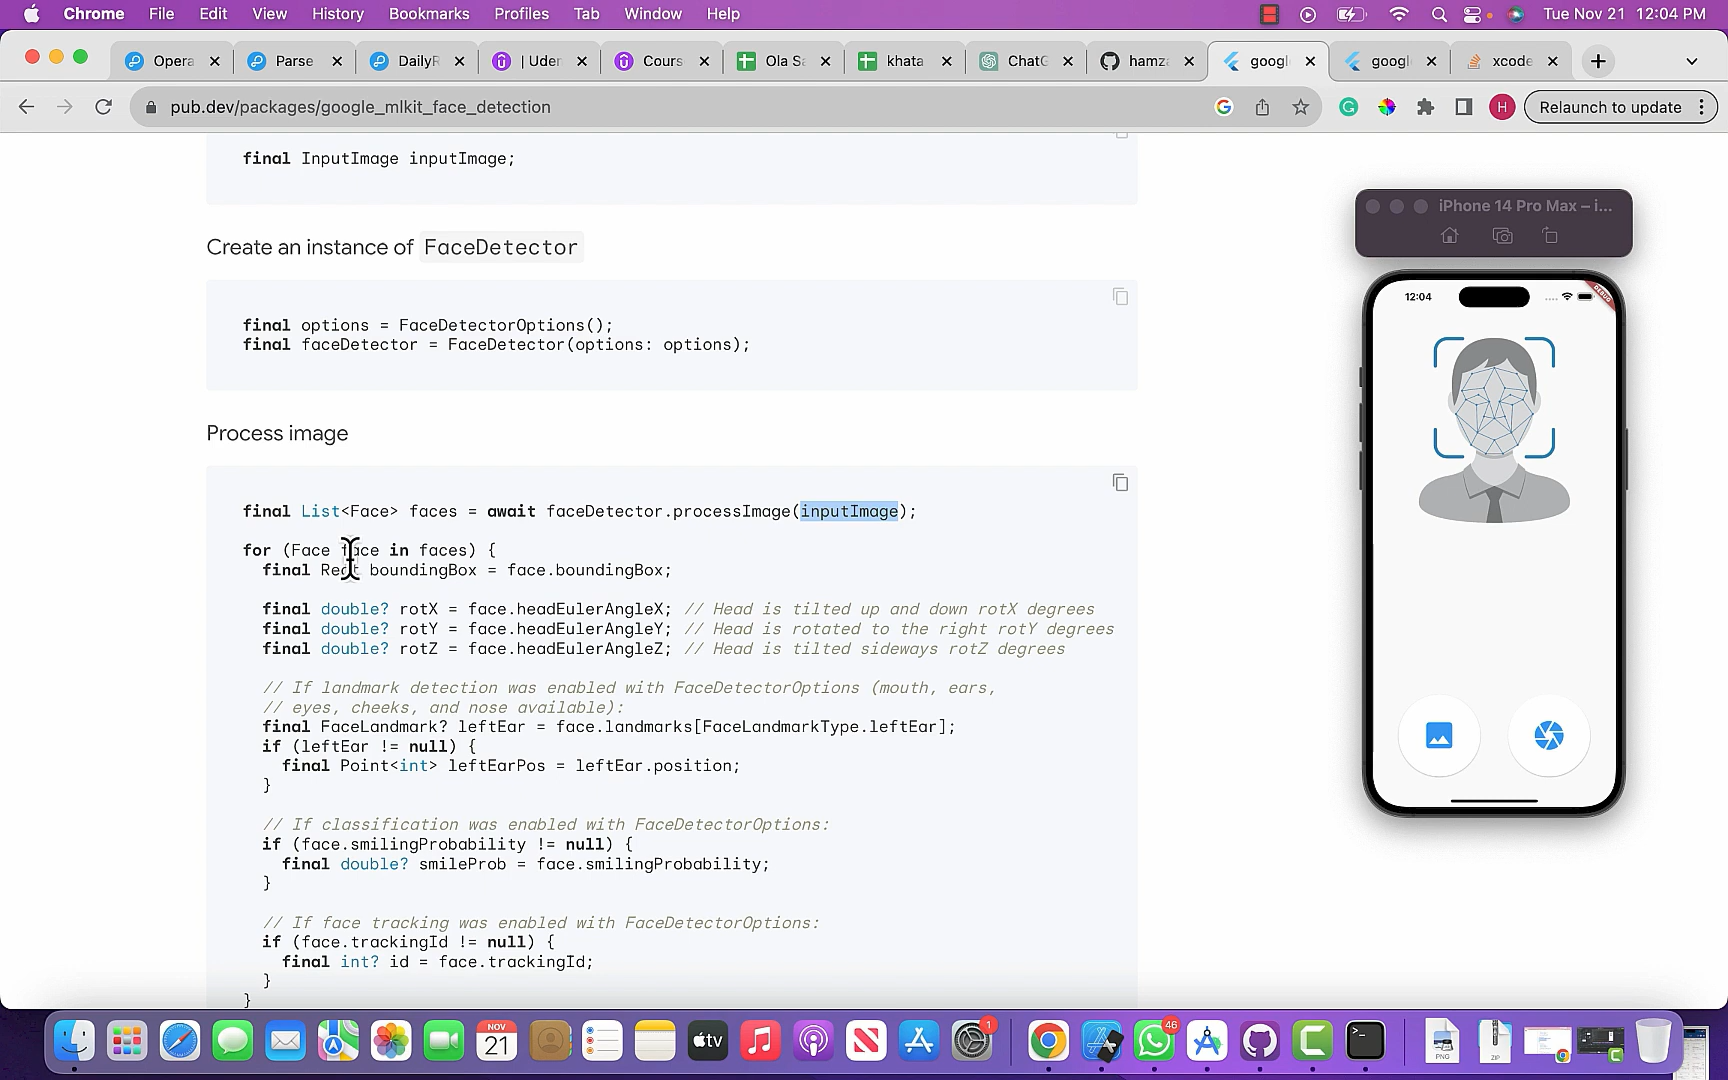 Chrome File Edit View History Bookmarks Profiles Tab Window Help
Tue Nov 21 12:04 PM
Opera
Parse
DailyR
| Uder
Cours
Ola Sa
khata
ChatG
hamza
googl
googl
xcode
pub.dev/packages/google_mlkit_face_detection
H
Relaunch to update
final InputImage inputImage;
Create an instance of FaceDetector
final options = FaceDetectorOptions();
final faceDetector = FaceDetector(options: options);
Process image
final List<Face> faces = await faceDetector.processImage(inputImage);
for (Face face in faces) {
final Rect boundingBox = face.boundingBox;
final double? rotX = face.headEulerAngleX; // Head is tilted up and down rotX degrees
final double? rotY = face.headEulerAngleY; // Head is rotated to the right rotY degrees
final double? rotZ = face.headEulerAngleZ; // Head is tilted sideways rotZ degrees
// If landmark detection was enabled with FaceDetectorOptions (mouth, ears,
// eyes, cheeks, and nose available):
final FaceLandmark? leftEar = face.landmarks[FaceLandmarkType.leftEar];
if (leftEar != null) {
final Point<int> leftEarPos = leftEar.position;
}
// If classification was enabled with FaceDetectorOptions:
if (face.smilingProbability != null) {
final double? smileProb = face.smilingProbability;
}
// If face tracking was enabled with FaceDetectorOptions:
if (face.trackingId != null) {
final int? id = face.trackingId;
}
}
iPhone 14 Pro Max – i...
12:04
DEBUG
NOV
21
tv
1
46
PNG
ZIP